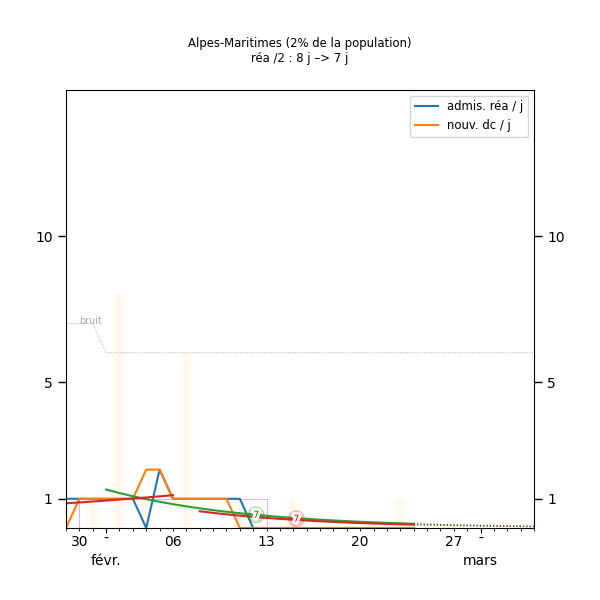 Alpes-Maritimes (2% de la population)
réa /2 : 8 j –> 7 j
admis. réa / j
nouv. dc / j
10
10
bruit
5
5
7
7
1
1
30
-
06
13
20
27
-
févr.
mars